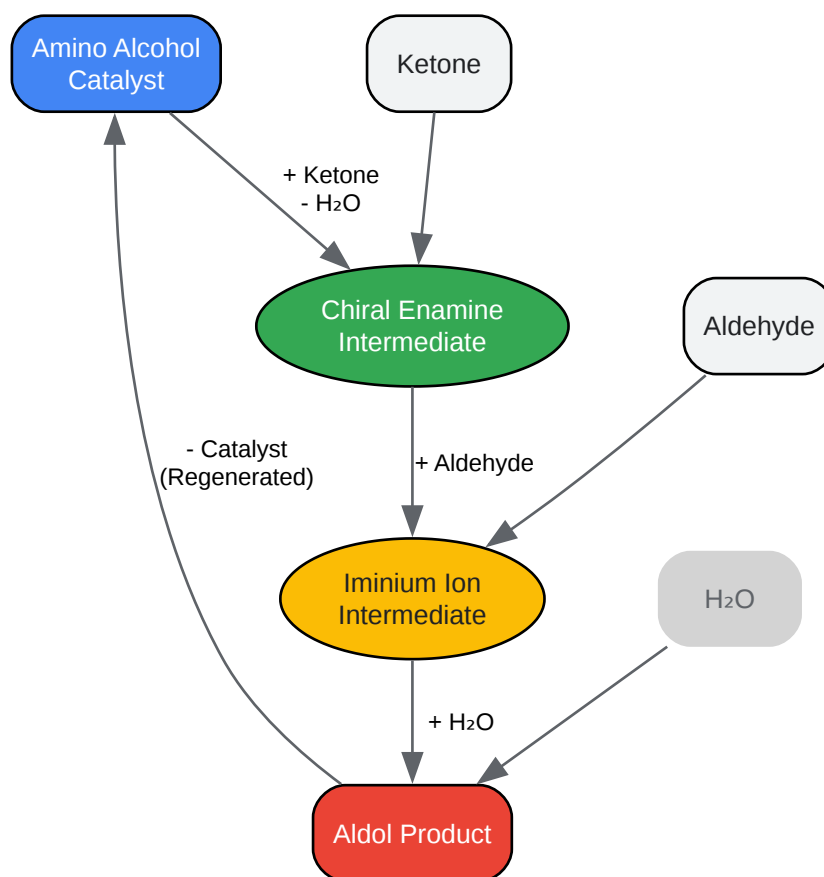 Amino Alcohol
Catalyst
Ketone
+ Ketone
- H₂O
Chiral Enamine
Intermediate
Aldehyde
- Catalyst
(Regenerated)
+ Aldehyde
Iminium Ion
Intermediate
H₂O
+ H₂O
Aldol Product